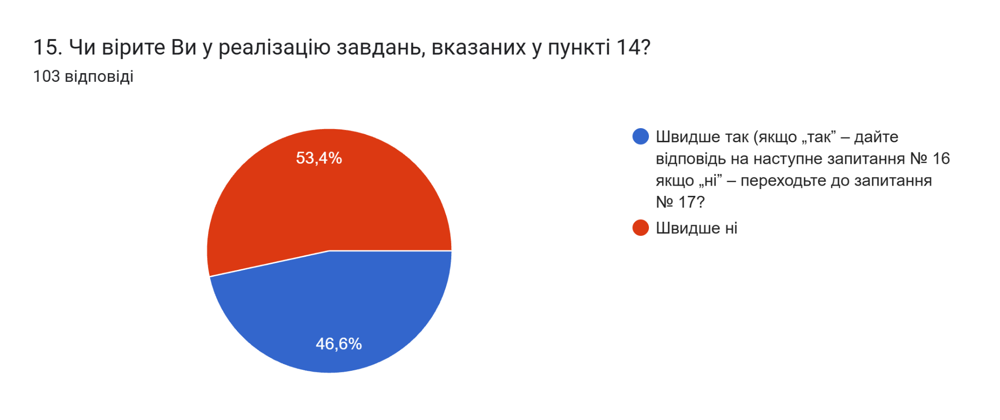 15. Чи вірите Ви у реалізацію завдань, вказаних у пункті 14?
103 відповіді
53,4%
46,6%
Швидше так (якщо „так” – дайте
відповідь на наступне запитання № 16
якщо „ні” – переходьте до запитання
№ 17?
Швидше ні